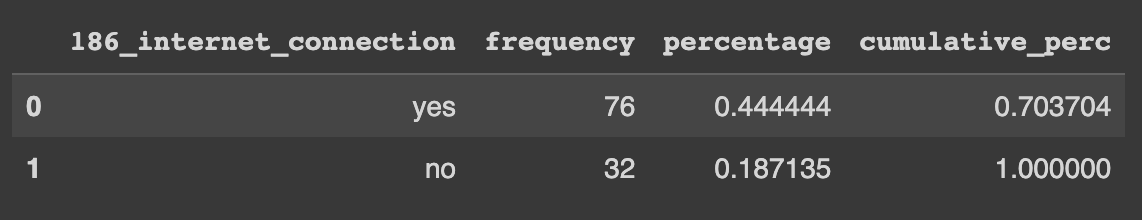 186_internet_connection frequency percentage cumulative_perc
0 yes 76 0.444444 0.703704
1 no 32 0.187135 1.000000